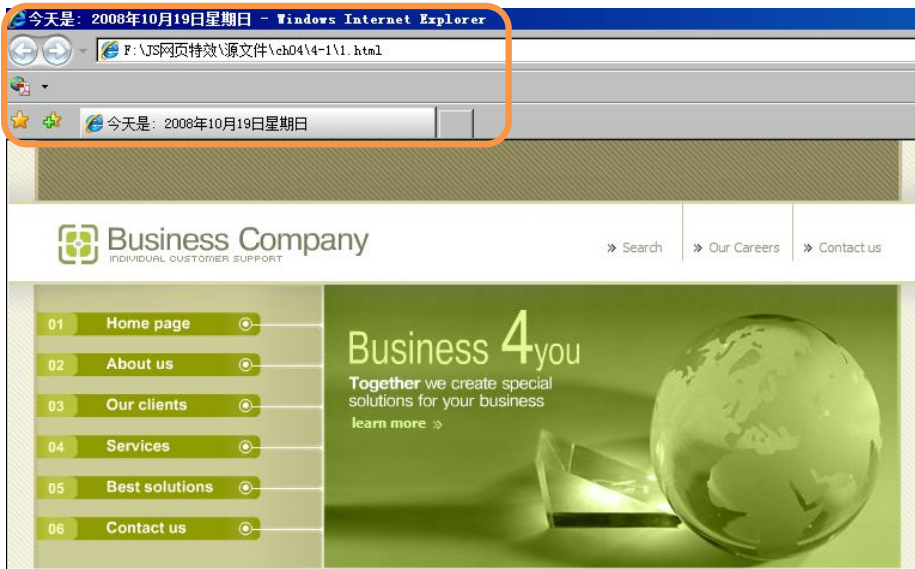 今天是: 2008年10月19日星期日 - Windows Internet Explorer
F:\JS网页特效\源文件\ch04\4-1\1.html
今天是: 2008年10月19日星期日
Business Company
INDIVIDUAL CUSTOMER SUPPORT
» Search
» Our Careers
» Contact us
01 Home page
02 About us
03 Our clients
04 Services
05 Best solutions
06 Contact us
Business 4you
Together we create special
solutions for your business
learn more »